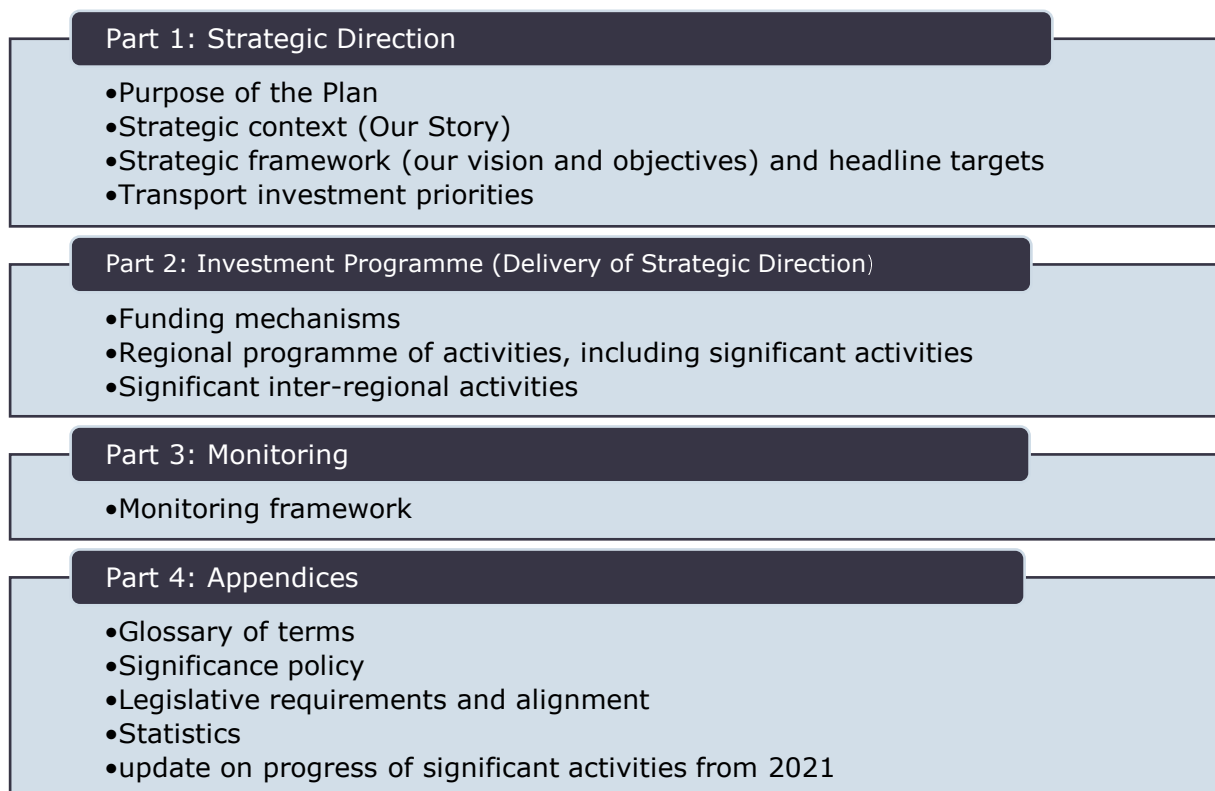 Part 1: Strategic Direction
•Purpose of the Plan
•Strategic context (Our Story)
•Strategic framework (our vision and objectives) and headline targets
•Transport investment priorities
Part 2: Investment Programme (Delivery of Strategic Direction)
•Funding mechanisms
•Regional programme of activities, including significant activities
•Significant inter-regional activities
Part 3: Monitoring
•Monitoring framework
Part 4: Appendices
•Glossary of terms
•Significance policy
•Legislative requirements and alignment
•Statistics
•update on progress of significant activities from 2021